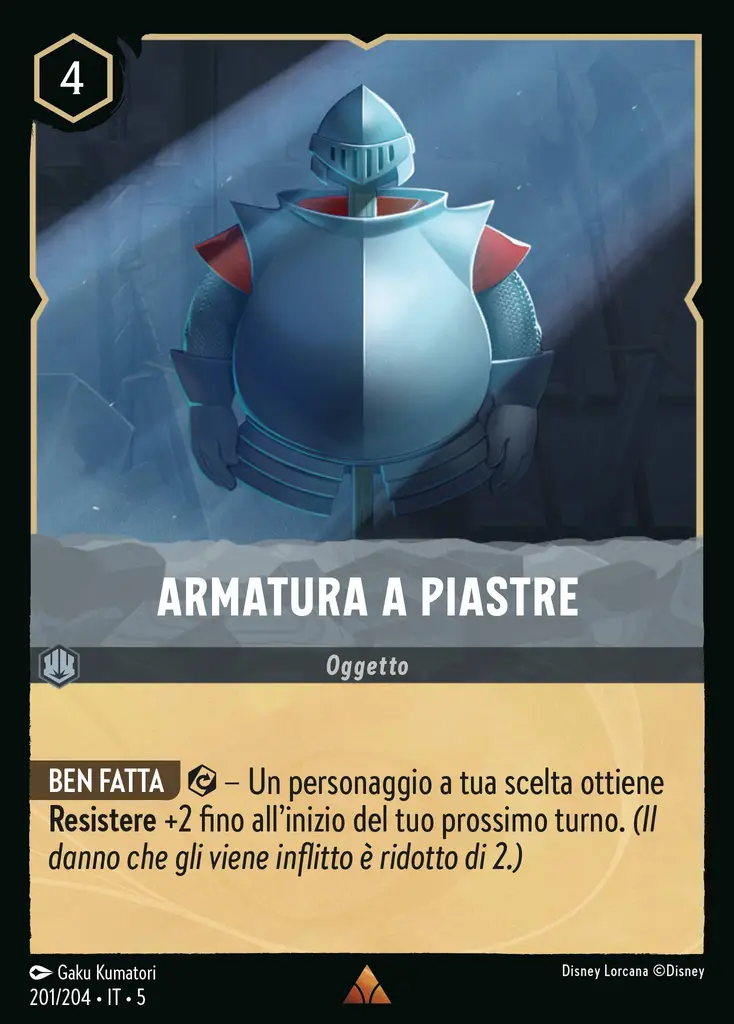 4
ARMATURA A PIASTRE
Oggetto
BEN FATTA – Un personaggio a tua scelta ottiene
Resistere +2 fino all'inizio del tuo prossimo turno. (Il
danno che gli viene inflitto è ridotto di 2.)
Gaku Kumatori
Disney Lorcana ©Disney
201/204 • IT • 5